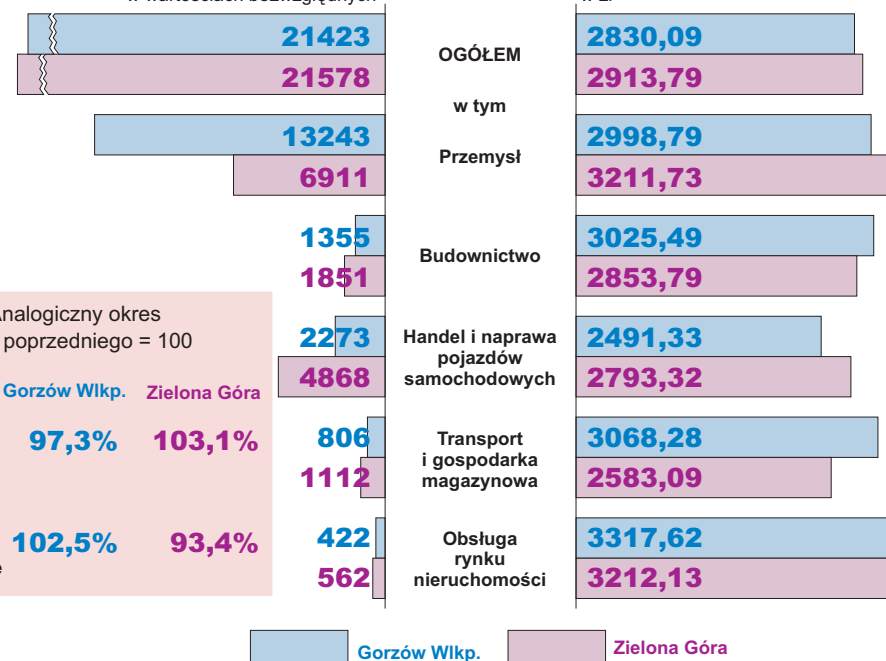 w wartościach bezwzględnych
w zł
21423
OGÓŁEM
2830,09
21578
2913,79
w tym
13243
Przemysł
2998,79
6911
3211,73
1355
Budownictwo
3025,49
1851
2853,79
Analogiczny okres
poprzedniego = 100
Gorzów Wlkp. Zielona Góra
97,3% 103,1%
102,5% 93,4%
2273
Handel i naprawa
pojazdów
samochodowych
2491,33
4868
2793,32
806
Transport
i gospodarka
magazynowa
3068,28
1112
2583,09
422
Obsługa
rynku
nieruchomości
3317,62
562
3212,13
Gorzów Wlkp.
Zielona Góra